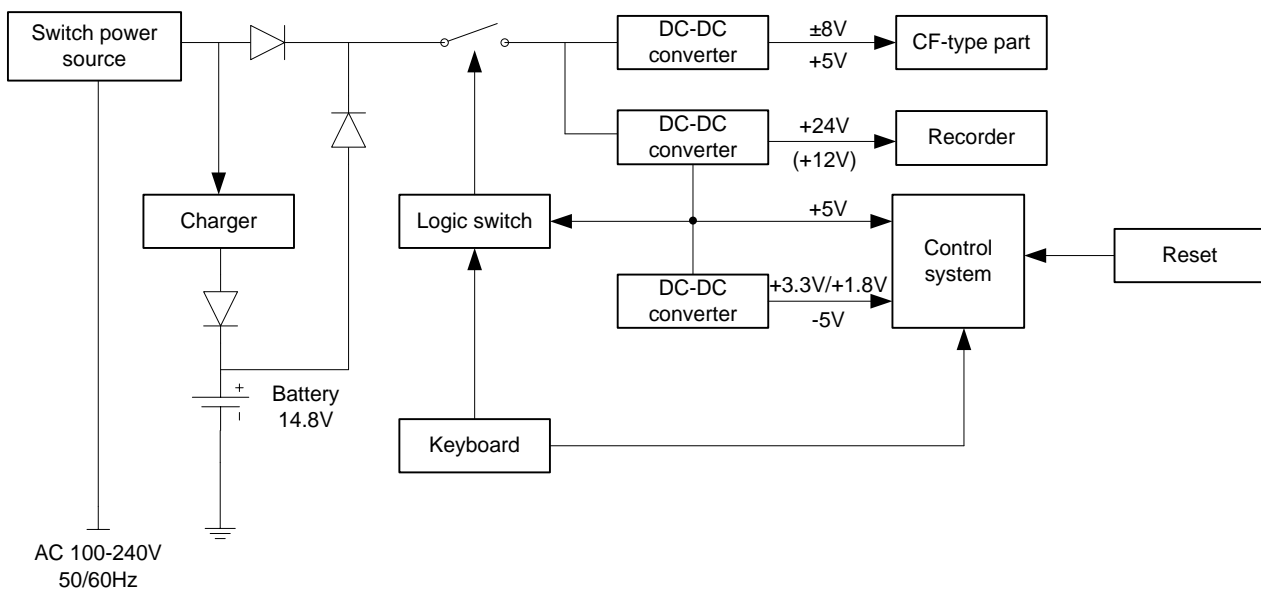 Switch power
source
DC-DC
converter
±8V
+5V
CF-type part
DC-DC
converter
+24V
(+12V)
Recorder
Charger
Logic switch
+5V
Control
system
Reset
DC-DC
converter
+3.3V/+1.8V
-5V
+
Battery
14.8V
Keyboard
AC 100-240V
50/60Hz